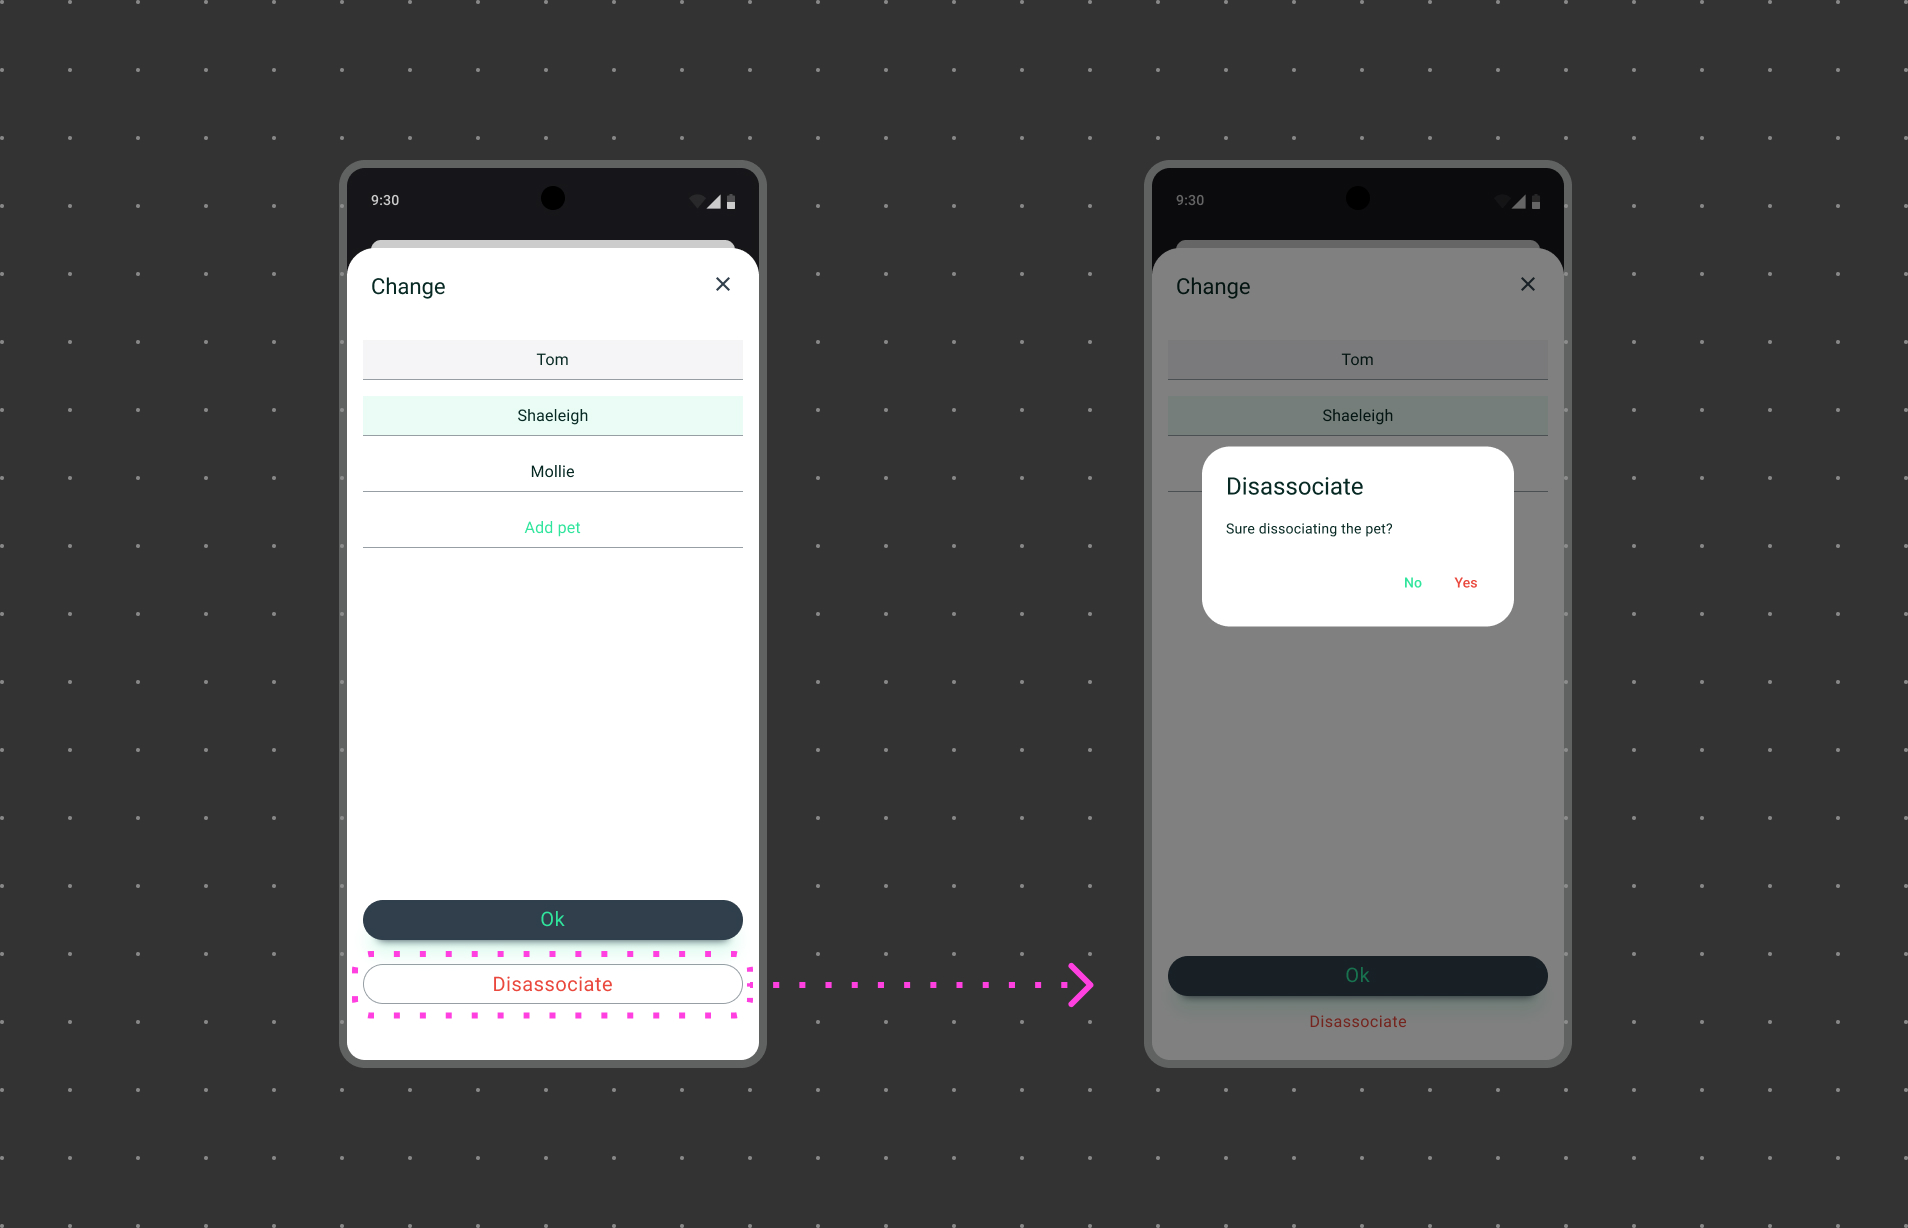 9:30
Change
Tom
Shaeleigh
Mollie
Add pet
Ok
Disassociate
9:30
Change
Tom
Shaeleigh
Disassociate
Sure dissociating the pet?
No Yes
Ok
Disassociate